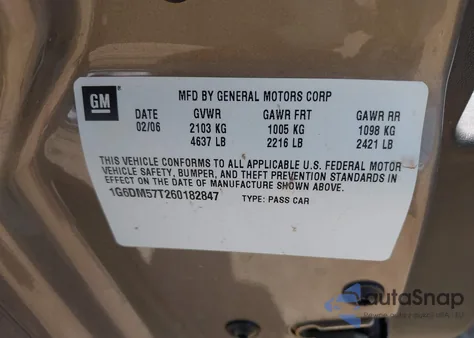 GM
MFD BY GENERAL MOTORS CORP
DATE GVWR GAWR FRT GAWR RR
02/06 2103 KG 1005 KG 1098 KG
4637 LB 2216 LB 2421 LB
THIS VEHICLE CONFORMS TO ALL APPLICABLE U.S. FEDERAL MOTOR
VEHICLE SAFETY, BUMPER, AND THEFT PREVENTION STANDARDS IN
EFFECT ON THE DATE OF MANUFACTURE SHOWN ABOVE.
1G6DM57T260182847 TYPE: PASS CAR
autaSnap